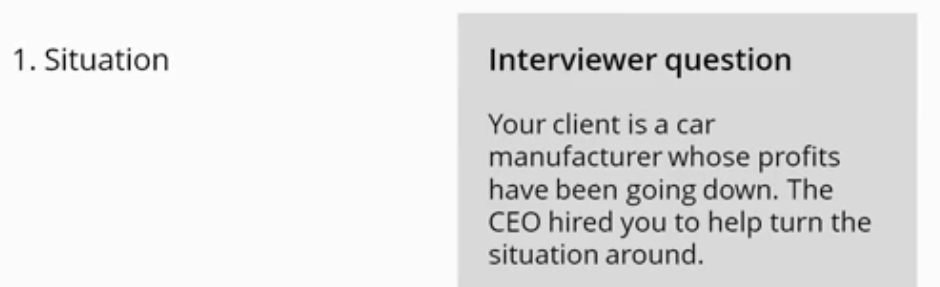 1. Situation
Interviewer question
Your client is a car
manufacturer whose profits
have been going down. The
CEO hired you to help turn the
situation around.